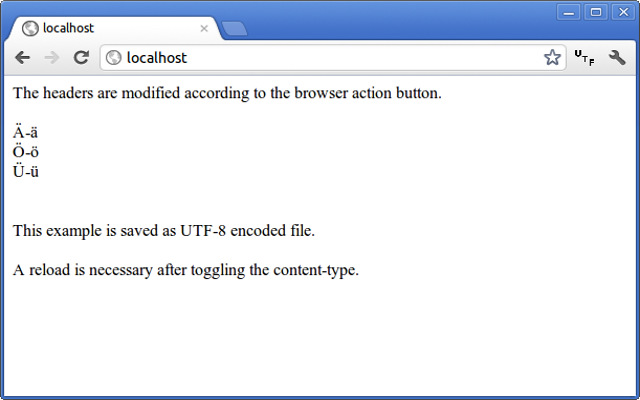 localhost
localhost
UTF
The headers are modified according to the browser action button.
Ä-ä
Ö-ö
Ü-ü
This example is saved as UTF-8 encoded file.
A reload is necessary after toggling the content-type.